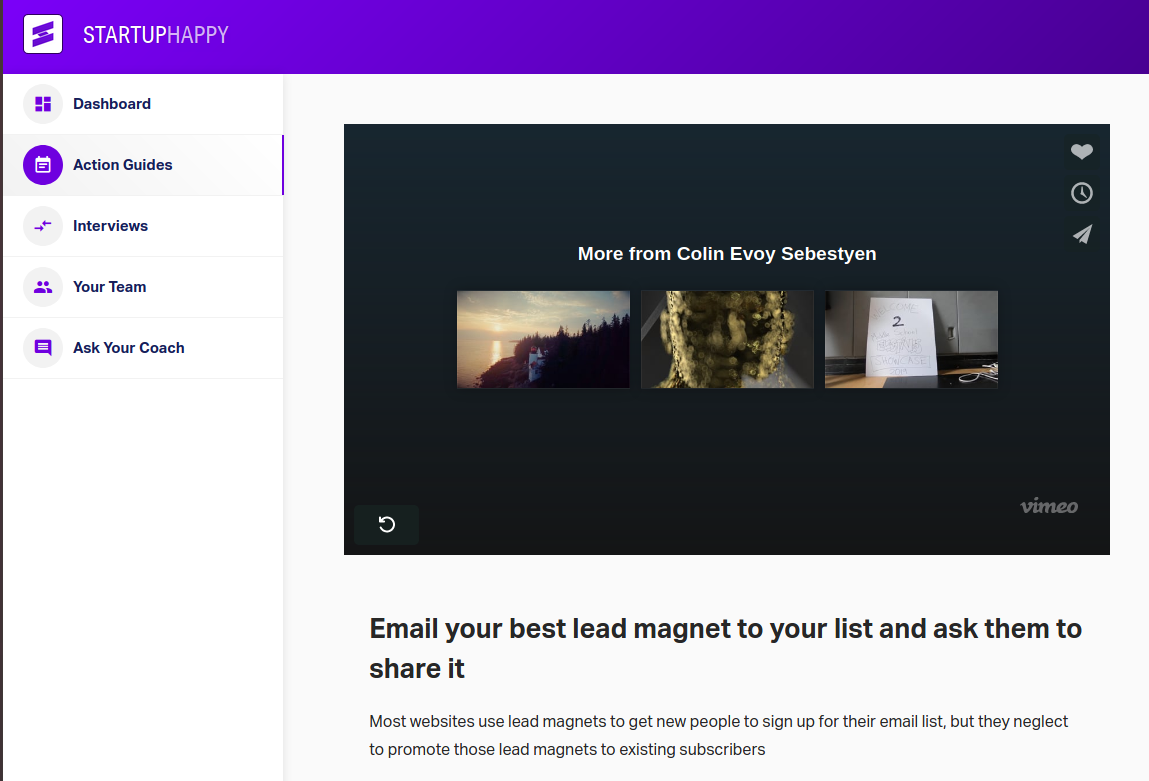 STARTUPHAPPY
Dashboard
Action Guides
Interviews
Your Team
Ask Your Coach
More from Colin Evoy Sebestyen
2
vimeo
Email your best lead magnet to your list and ask them to
share it
Most websites use lead magnets to get new people to sign up for their email list, but they neglect
to promote those lead magnets to existing subscribers